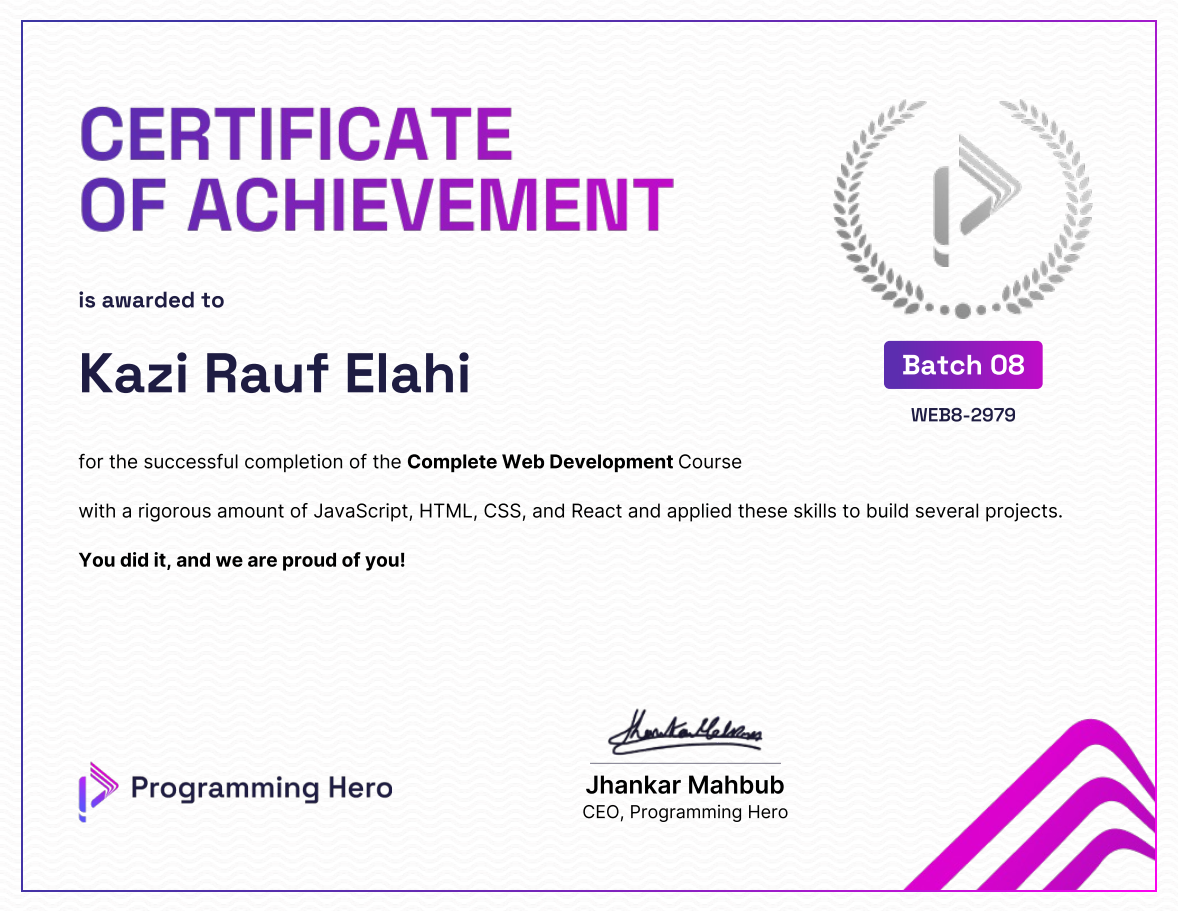 CERTIFICATE
OF ACHIEVEMENT
is awarded to
Kazi Rauf Elahi
Batch 08
WEB8-2979
for the successful completion of the Complete Web Development Course
with a rigorous amount of JavaScript, HTML, CSS, and React and applied these skills to build several projects.
You did it, and we are proud of you!
Programming Hero
Jhankar Mahbub
Jhankar Mahbub
CEO, Programming Hero